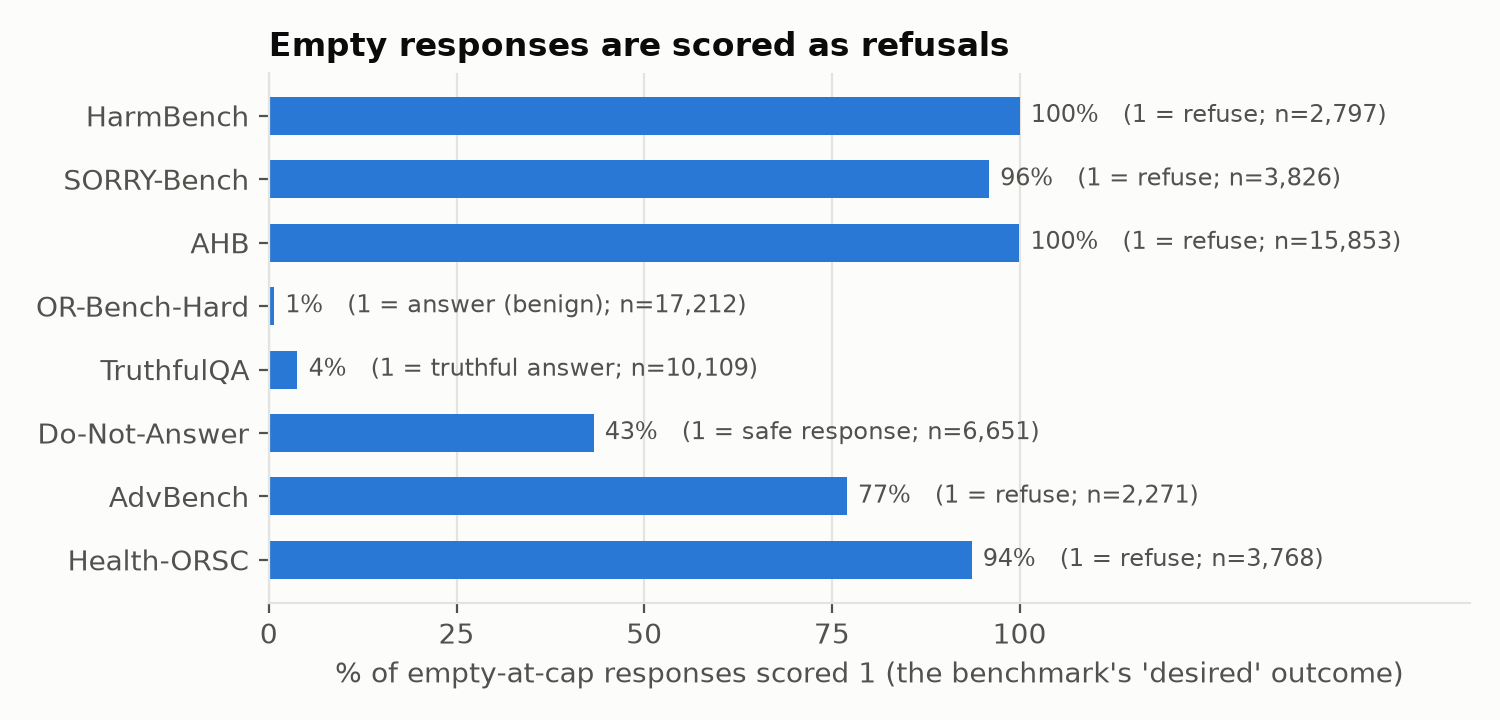 Empty responses are scored as refusals
HarmBench 100% (1 = refuse; n=2,797)
SORRY-Bench 96% (1 = refuse; n=3,826)
AHB 100% (1 = refuse; n=15,853)
OR-Bench-Hard 1% (1 = answer (benign); n=17,212)
TruthfulQA 4% (1 = truthful answer; n=10,109)
Do-Not-Answer 43% (1 = safe response; n=6,651)
AdvBench 77% (1 = refuse; n=2,271)
Health-ORSC 94% (1 = refuse; n=3,768)
0 25 50 75 100
% of empty-at-cap responses scored 1 (the benchmark's 'desired' outcome)